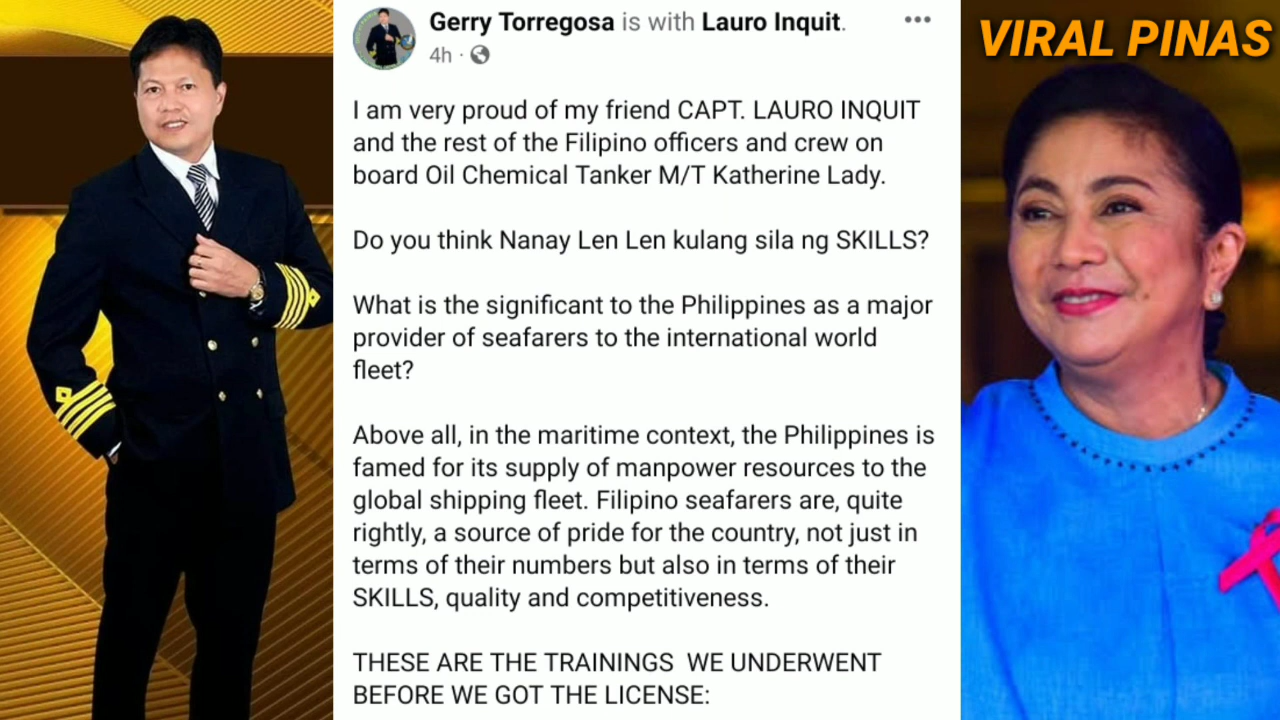 Gerry Torregosa is with Lauro Inquit.
4h ·
I am very proud of my friend CAPT. LAURO INQUIT
and the rest of the Filipino officers and crew on
board Oil Chemical Tanker M/T Katherine Lady.
Do you think Nanay Len Len kulang sila ng SKILLS?
What is the significant to the Philippines as a major
provider of seafarers to the international world
fleet?
Above all, in the maritime context, the Philippines is
famed for its supply of manpower resources to the
global shipping fleet. Filipino seafarers are, quite
rightly, a source of pride for the country, not just in
terms of their numbers but also in terms of their
SKILLS, quality and competitiveness.
THESE ARE THE TRAININGS WE UNDERWENT
BEFORE WE GOT THE LICENSE:
VIRAL PINAS